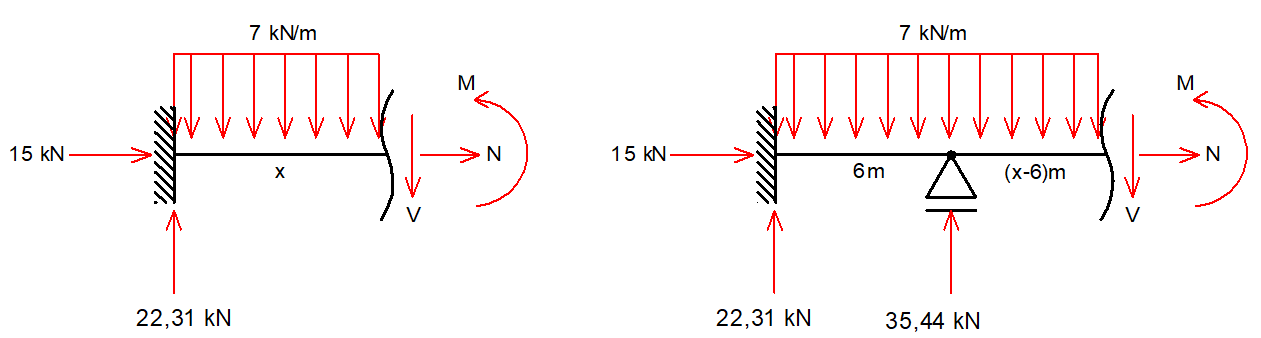 7 kN/m
M
15 kN
N
x
V
22,31 kN
7 kN/m
M
15 kN
N
6m
(x-6)m
V
22,31 kN
35,44 kN